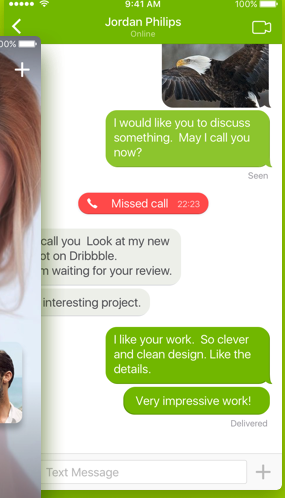 9:41 AM
100%
Jordan Philips
Online
00%
I would like you to discuss
something. May I call you
now?
Seen
Missed call 22:23
call you Look at my new
ot on Dribbble.
waiting for your review.
interesting project.
I like your work. So clever
and clean design. Like the
details.
Very impressive work!
Delivered
Text Message